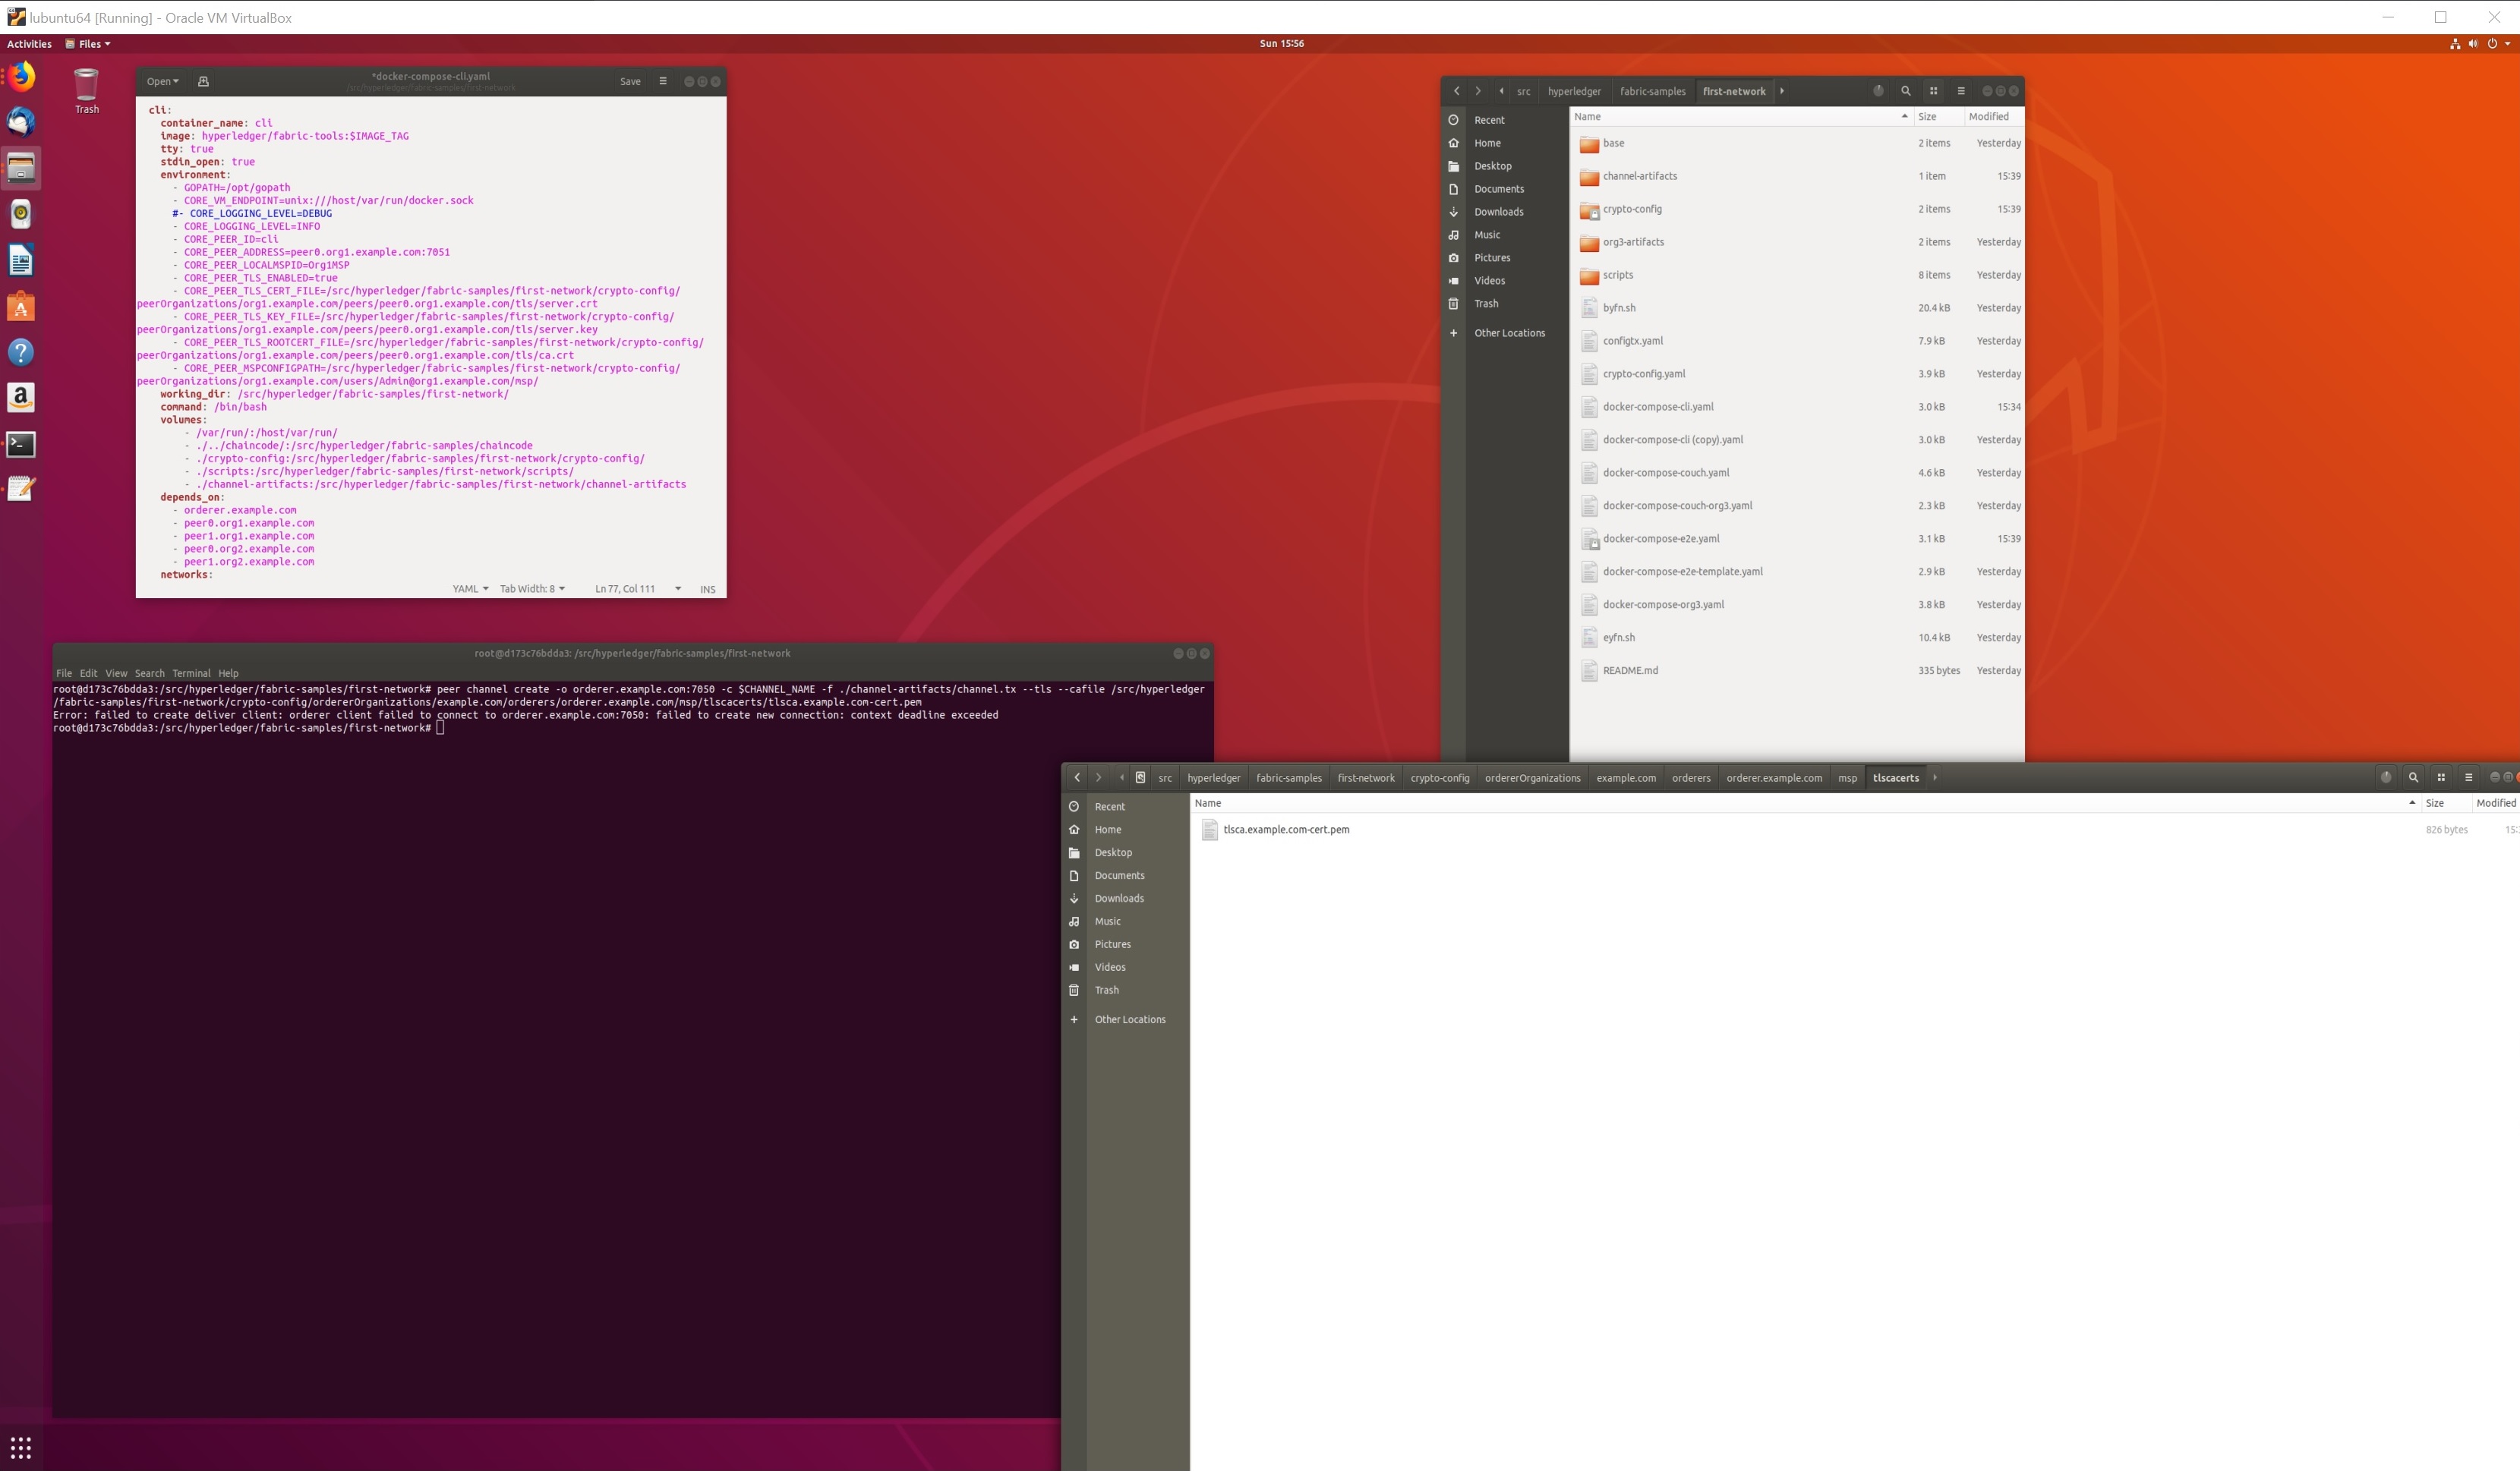 lubuntu64 [Running] - Oracle VM VirtualBox
Activities
Files
Sun 15:56
Trash
Open
*docker-compose-cli.yaml
/src/hyperledger/fabric-samples/first-network
Save
cli:
container_name: cli
image: hyperledger/fabric-tools:$IMAGE_TAG
tty: true
stdin_open: true
environment:
- GOPATH=/opt/gopath
- CORE_VM_ENDPOINT=unix:///host/var/run/docker.sock
#- CORE_LOGGING_LEVEL=DEBUG
- CORE_LOGGING_LEVEL=INFO
- CORE_PEER_ID=cli
- CORE_PEER_ADDRESS=peer0.org1.example.com:7051
- CORE_PEER_LOCALMSPID=Org1MSP
- CORE_PEER_TLS_ENABLED=true
- CORE_PEER_TLS_CERT_FILE=/src/hyperledger/fabric-samples/first-network/crypto-config/
peerOrganizations/org1.example.com/peers/peer0.org1.example.com/tls/server.crt
- CORE_PEER_TLS_KEY_FILE=/src/hyperledger/fabric-samples/first-network/crypto-config/
peerOrganizations/org1.example.com/peers/peer0.org1.example.com/tls/server.key
- CORE_PEER_TLS_ROOTCERT_FILE=/src/hyperledger/fabric-samples/first-network/crypto-config/
peerOrganizations/org1.example.com/peers/peer0.org1.example.com/tls/ca.crt
- CORE_PEER_MSPCONFIGPATH=/src/hyperledger/fabric-samples/first-network/crypto-config/
peerOrganizations/org1.example.com/users/Admin@org1.example.com/msp/
working_dir: /src/hyperledger/fabric-samples/first-network/
command: /bin/bash
volumes:
- /var/run/:/host/var/run/
- ./../chaincode/:/src/hyperledger/fabric-samples/chaincode
- ./crypto-config:/src/hyperledger/fabric-samples/first-network/crypto-config/
- ./scripts:/src/hyperledger/fabric-samples/first-network/scripts/
- ./channel-artifacts:/src/hyperledger/fabric-samples/first-network/channel-artifacts
depends_on:
- orderer.example.com
- peer0.org1.example.com
- peer1.org1.example.com
- peer0.org2.example.com
- peer1.org2.example.com
networks:
YAML Tab Width: 8 Ln 77, Col 111 INS
src hyperledger fabric-samples first-network
Recent
Home
Desktop
Documents
Downloads
Music
Pictures
Videos
Trash
+ Other Locations
Name Size Modified
base 2 items Yesterday
channel-artifacts 1 item 15:39
crypto-config 2 items 15:39
org3-artifacts 2 items Yesterday
scripts 8 items Yesterday
byfn.sh 20.4 kB Yesterday
configtx.yaml 7.9 kB Yesterday
crypto-config.yaml 3.9 kB Yesterday
docker-compose-cli.yaml 3.0 kB 15:34
docker-compose-cli (copy).yaml 3.0 kB Yesterday
docker-compose-couch.yaml 4.6 kB Yesterday
docker-compose-couch-org3.yaml 2.3 kB Yesterday
docker-compose-e2e.yaml 3.1 kB 15:39
docker-compose-e2e-template.yaml 2.9 kB Yesterday
docker-compose-org3.yaml 3.8 kB Yesterday
eyfn.sh 10.4 kB Yesterday
README.md 335 bytes Yesterday
root@d173c76bdda3: /src/hyperledger/fabric-samples/first-network
File Edit View Search Terminal Help
root@d173c76bdda3:/src/hyperledger/fabric-samples/first-network# peer channel create -o orderer.example.com:7050 -c $CHANNEL_NAME -f ./channel-artifacts/channel.tx --tls --cafile /src/hyperledger
/fabric-samples/first-network/crypto-config/ordererOrganizations/example.com/orderers/orderer.example.com/msp/tlscacerts/tlsca.example.com-cert.pem
Error: failed to create deliver client: orderer client failed to connect to orderer.example.com:7050: failed to create new connection: context deadline exceeded
root@d173c76bdda3:/src/hyperledger/fabric-samples/first-network#
src hyperledger fabric-samples first-network crypto-config ordererOrganizations example.com orderers orderer.example.com msp tlscacerts
Recent
Home
Desktop
Documents
Downloads
Music
Pictures
Videos
Trash
+ Other Locations
Name Size Modified
tlsca.example.com-cert.pem 826 bytes